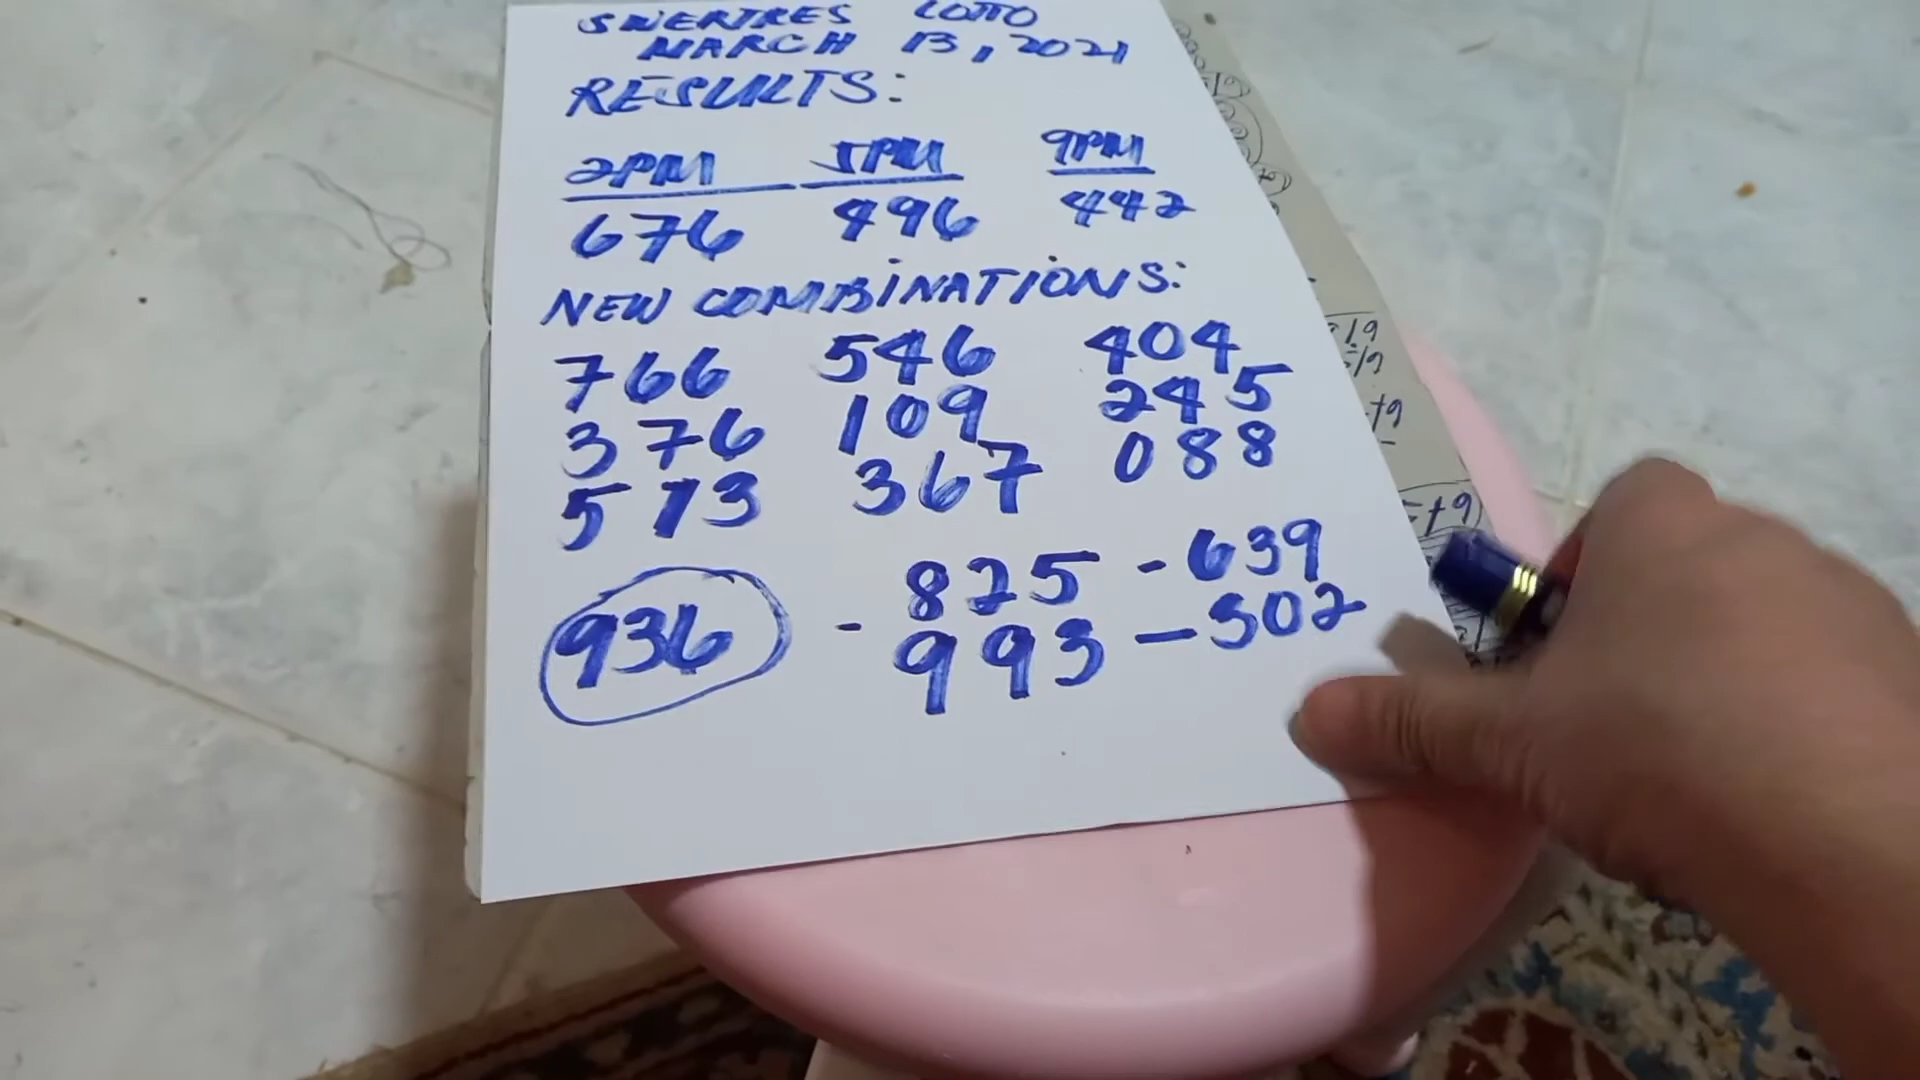 SWERTRES LOTTO
MARCH 13, 2021
RESULTS:
2PM 5PM 9PM
676 496 442
NEW COMBINATIONS:
766 546 404
376 109 245
573 367 088
936 - 825 - 639
993 - 502